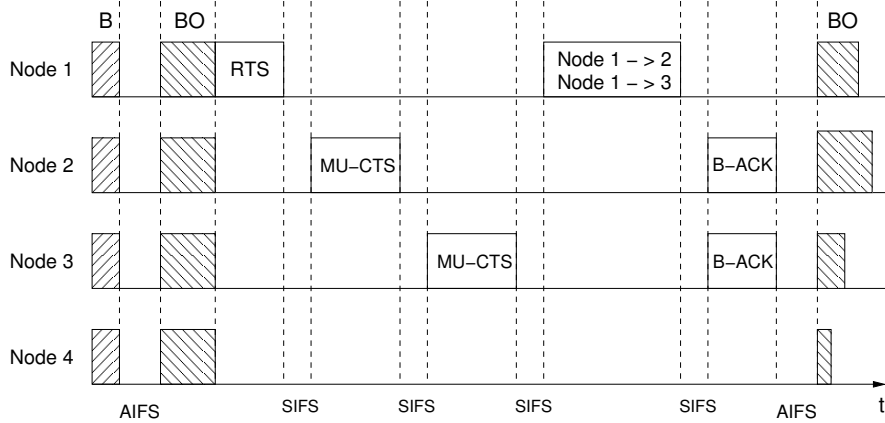 B BO BO
Node 1 RTS Node 1 − > 2
Node 1 − > 3
Node 2 MU−CTS B−ACK
Node 3 MU−CTS B−ACK
Node 4
AIFS SIFS SIFS SIFS SIFS AIFS t